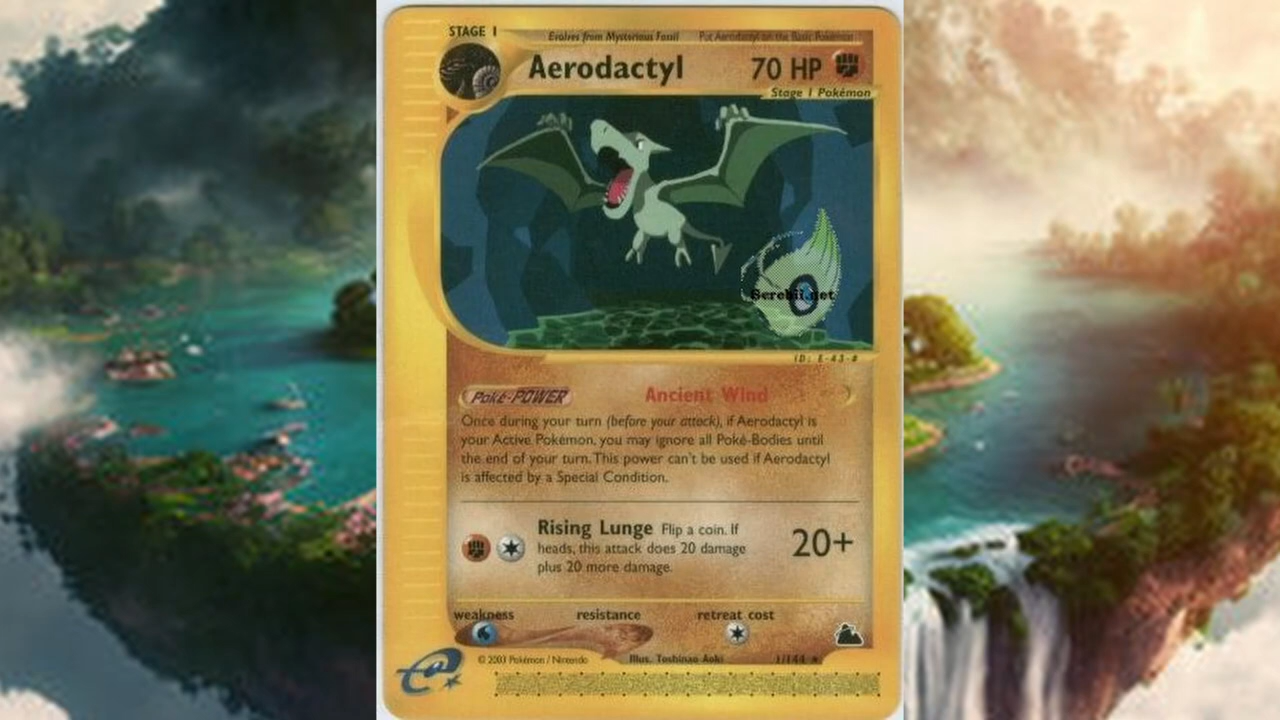 STAGE 1
Evolves from Mysterious Fossil
Put Aerodactyl on the Basic Pokémon
Aerodactyl
70 HP
Stage 1 Pokémon
Serebii.net
ID: E-43-#
Poké-POWER
Ancient Wind
Once during your turn (before your attack), if Aerodactyl is
your Active Pokémon, you may ignore all Poké-Bodies until
the end of your turn. This power can't be used if Aerodactyl
is affected by a Special Condition.
Rising Lunge Flip a coin. If
heads, this attack does 20 damage
plus 20 more damage.
20+
weakness
resistance
retreat cost
© 2003 Pokémon / Nintendo
Illus. Toshinao Aoki
1/144
e